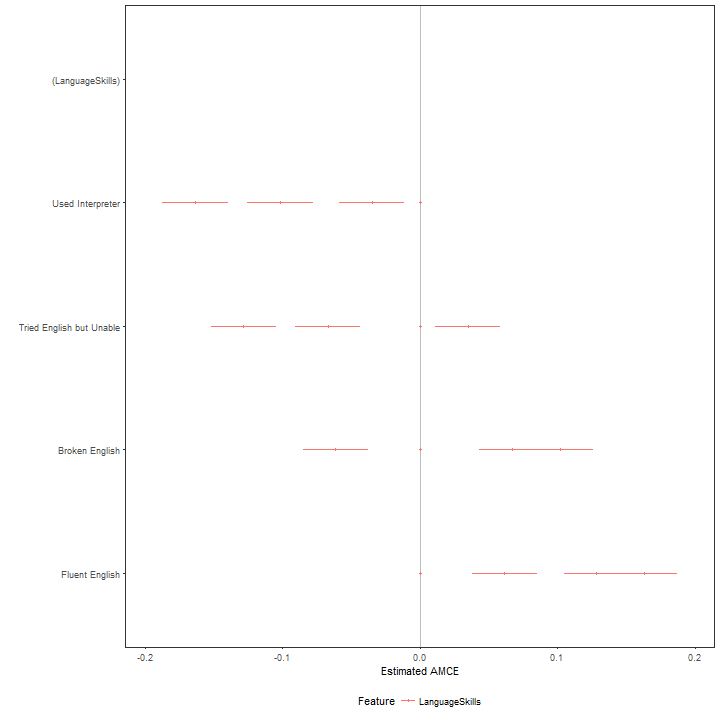 (LanguageSkills)
Used Interpreter
Tried English but Unable
Broken English
Fluent English
-0.2 -0.1 0.0 0.1 0.2
Estimated AMCE
Feature LanguageSkills